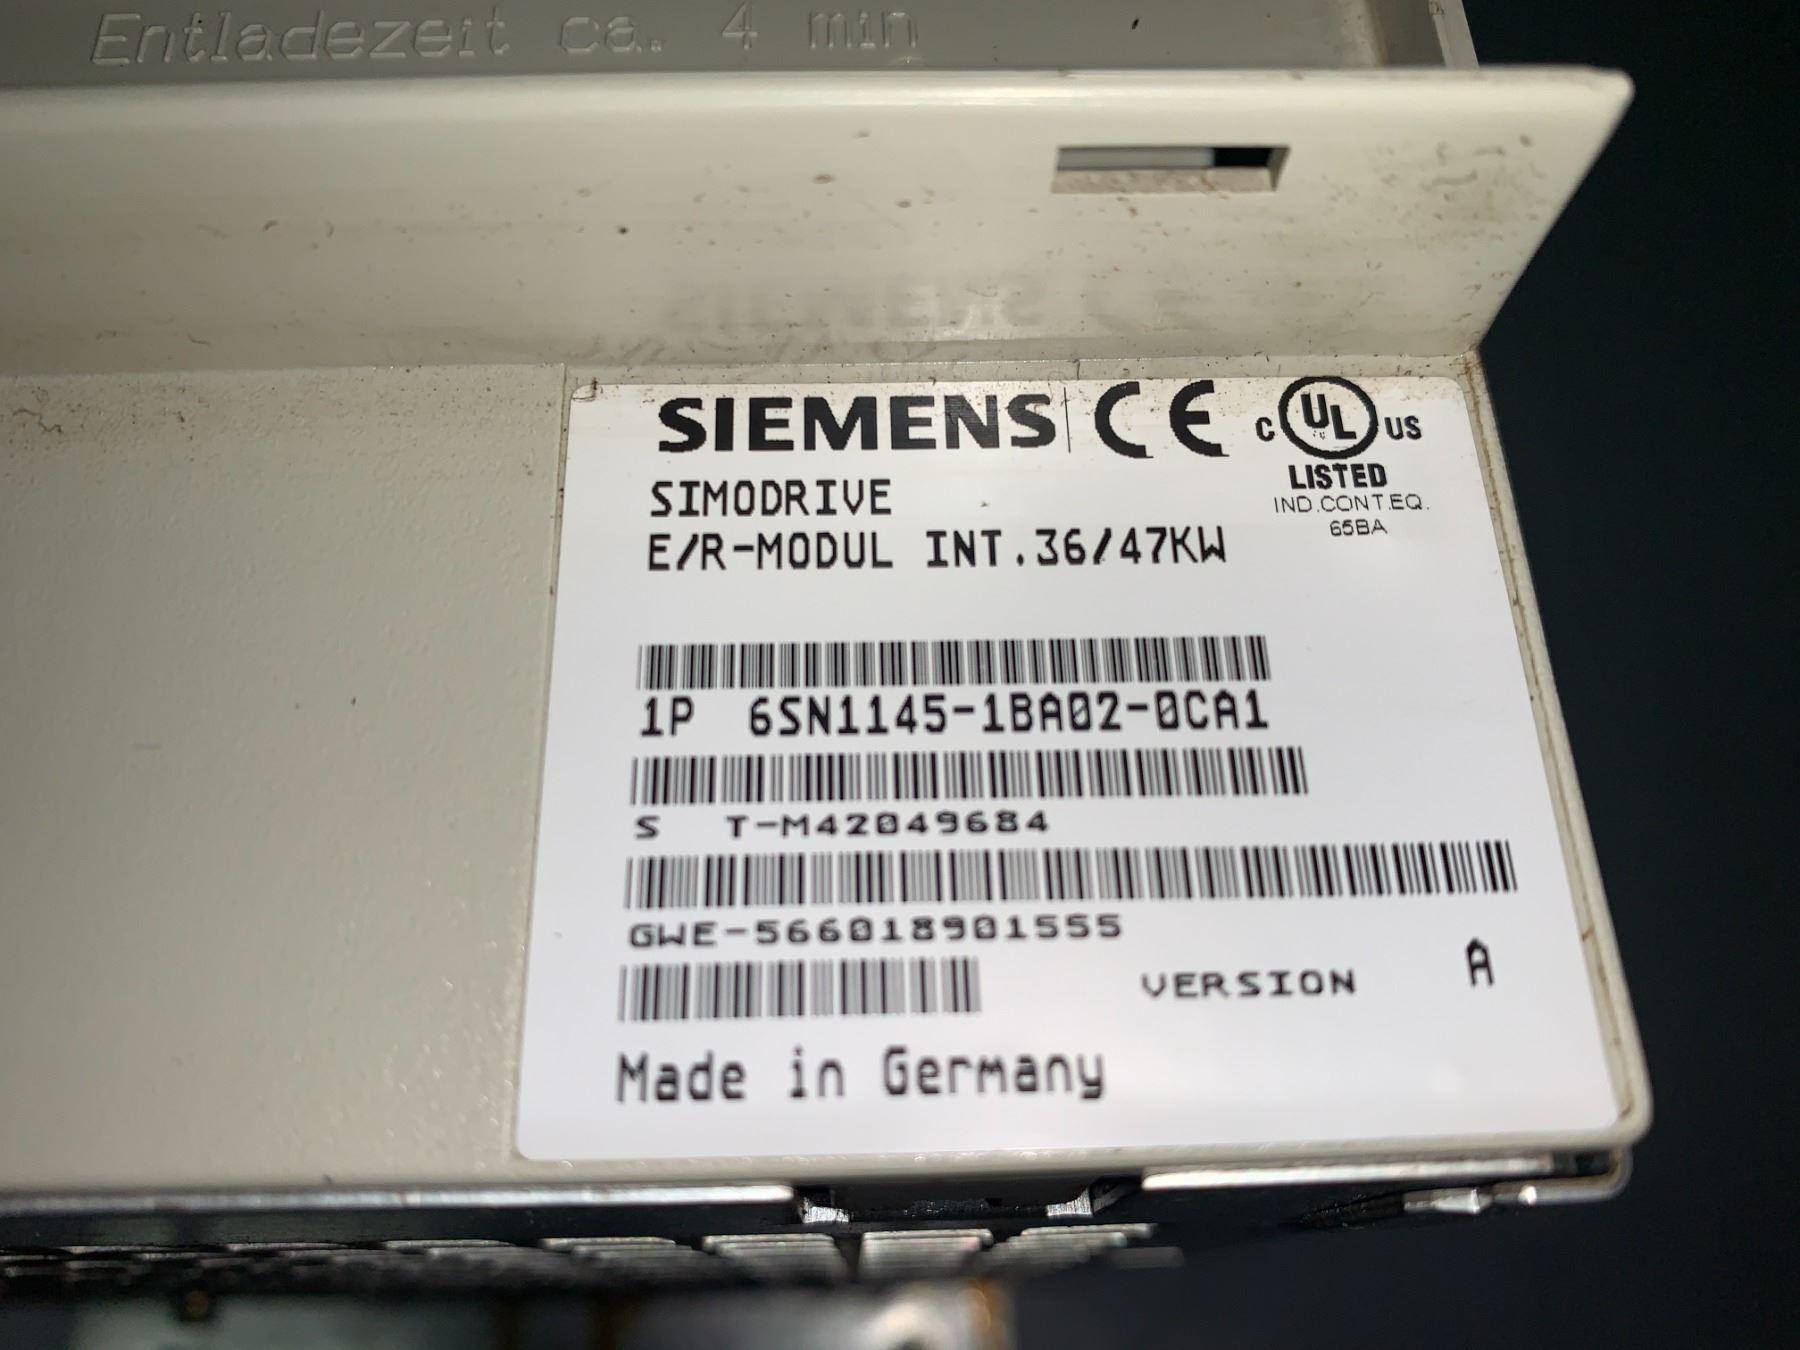 Entladezeit ca. 4 min
SIEMENS CE C UL US
LISTED
IND.CONT.EQ.
65BA
SIMODRIVE
E/R-MODUL INT.36/47KW
1P 6SN1145-1BA02-0CA1
S T-M42049684
GWE-566018901555
VERSION A
Made in Germany